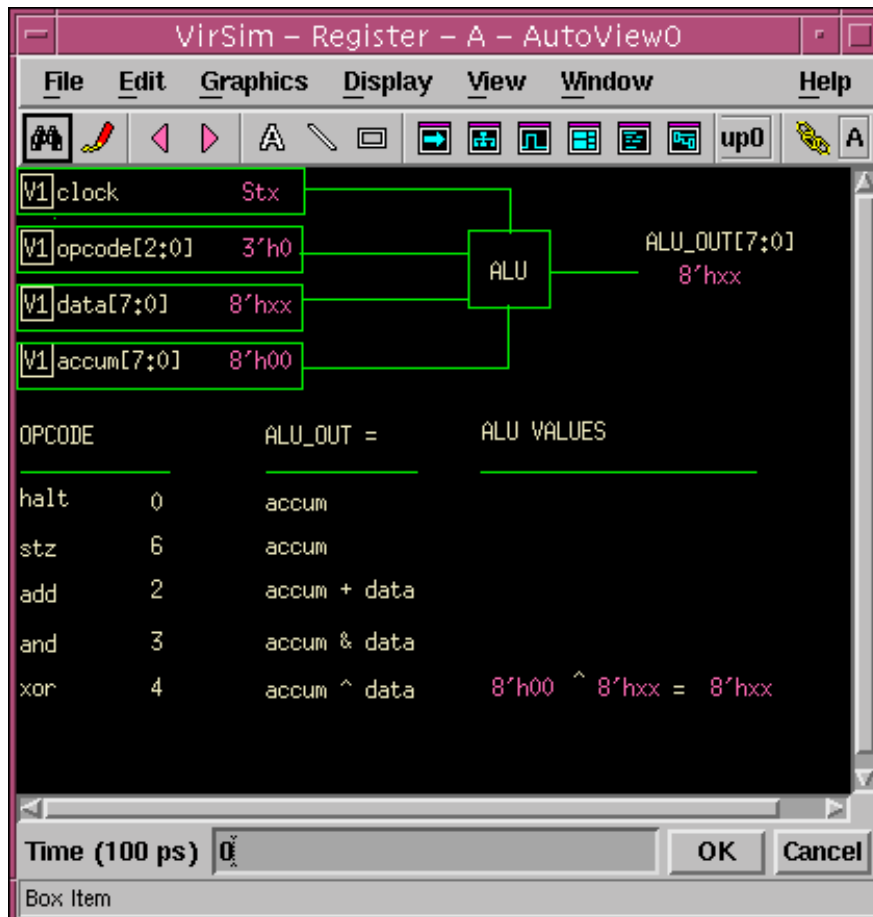 VirSim – Register – A – AutoView0
File Edit Graphics Display View Window Help
A up0 A
V1 clock Stx
V1 opcode[2:0] 3'h0
V1 data[7:0] 8'hxx
V1 accum[7:0] 8'h00
ALU
ALU_OUT[7:0]
8'hxx
OPCODE ALU_OUT = ALU VALUES
halt 0 accum
stz 6 accum
add 2 accum + data
and 3 accum & data
xor 4 accum ^ data 8'h00 ^ 8'hxx = 8'hxx
Time (100 ps) 0 OK Cancel
Box Item